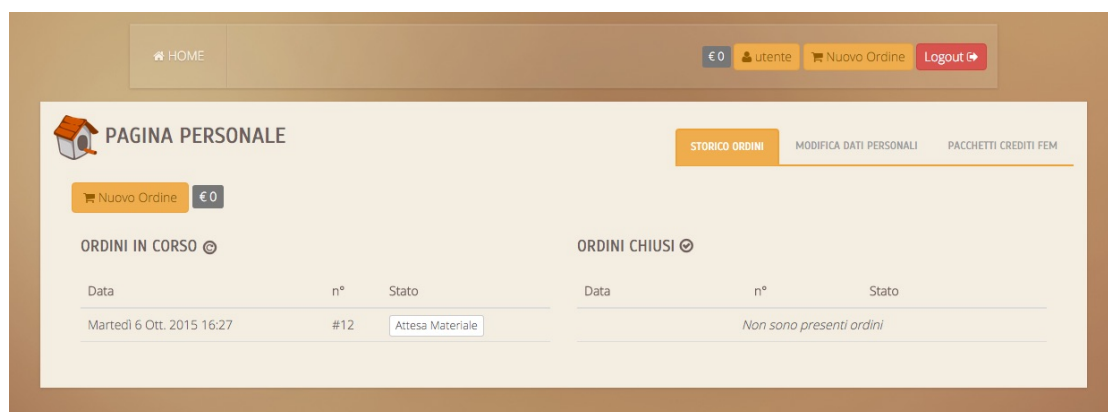 HOME
€ 0 utente Nuovo Ordine Logout
PAGINA PERSONALE
STORICO ORDINI MODIFICA DATI PERSONALI PACCHETTI CREDITI FEM
Nuovo Ordine € 0
ORDINI IN CORSO
Data n° Stato
Martedì 6 Ott. 2015 16:27 #12 Attesa Materiale
ORDINI CHIUSI
Data n° Stato
Non sono presenti ordini